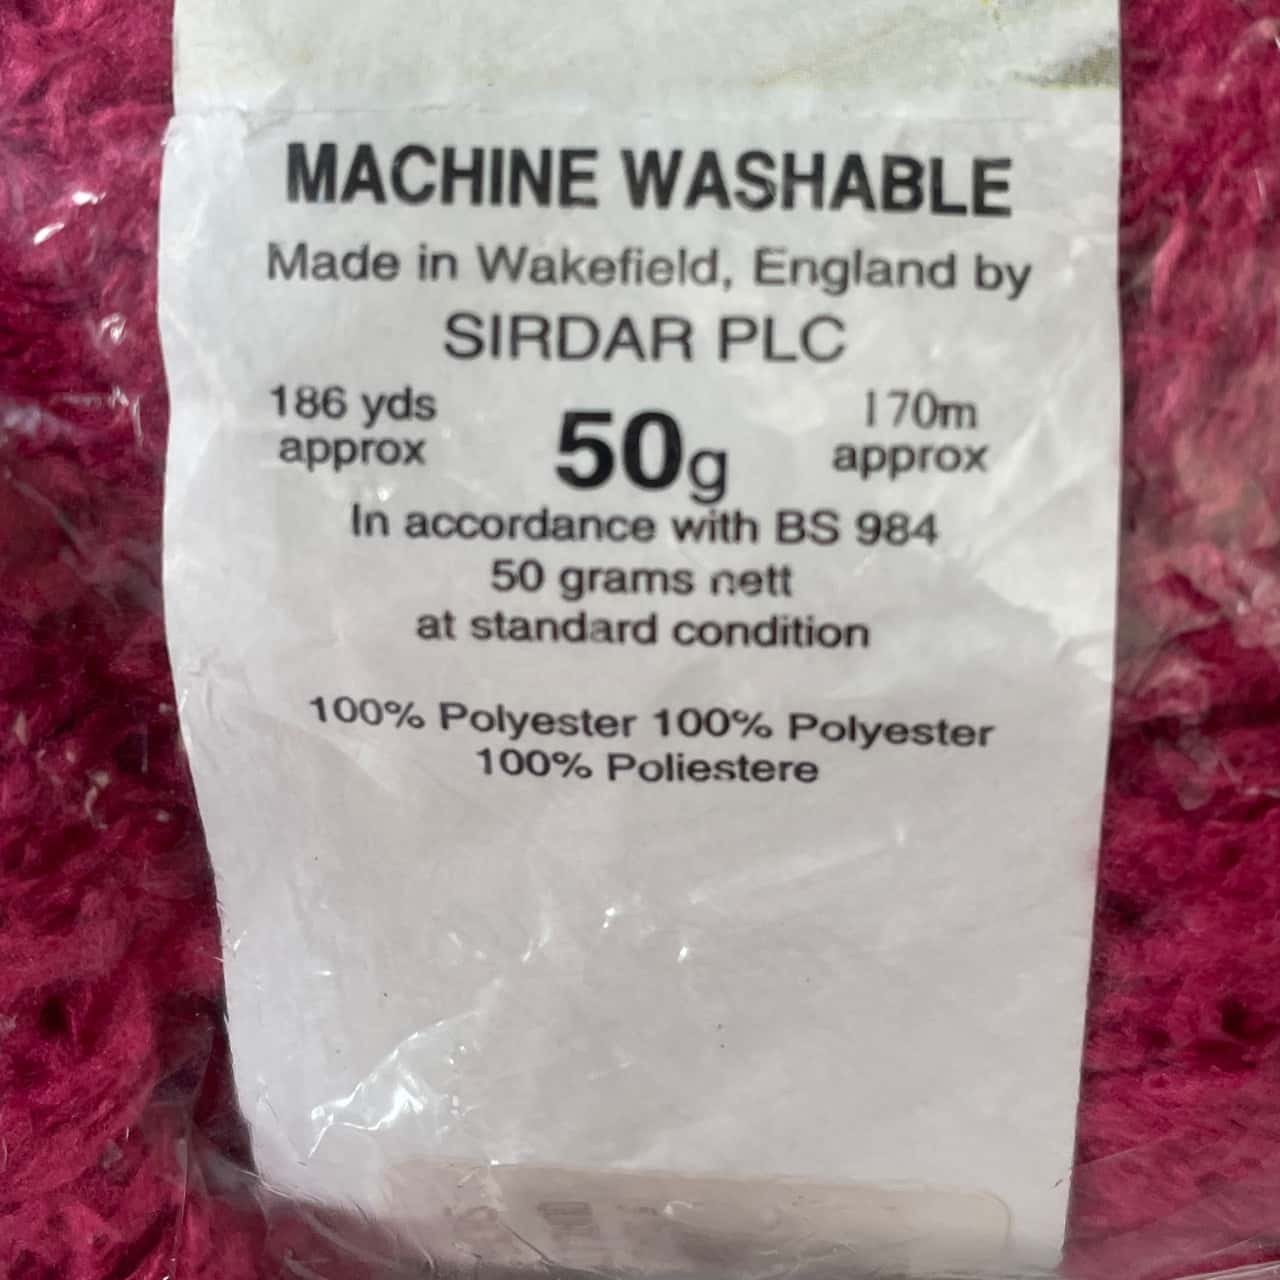 MACHINE WASHABLE
Made in Wakefield, England by
SIRDAR PLC
186 yds
approx
50g
170m
approx
In accordance with BS 984
50 grams nett
at standard condition
100% Polyester 100% Polyester
100% Poliestere